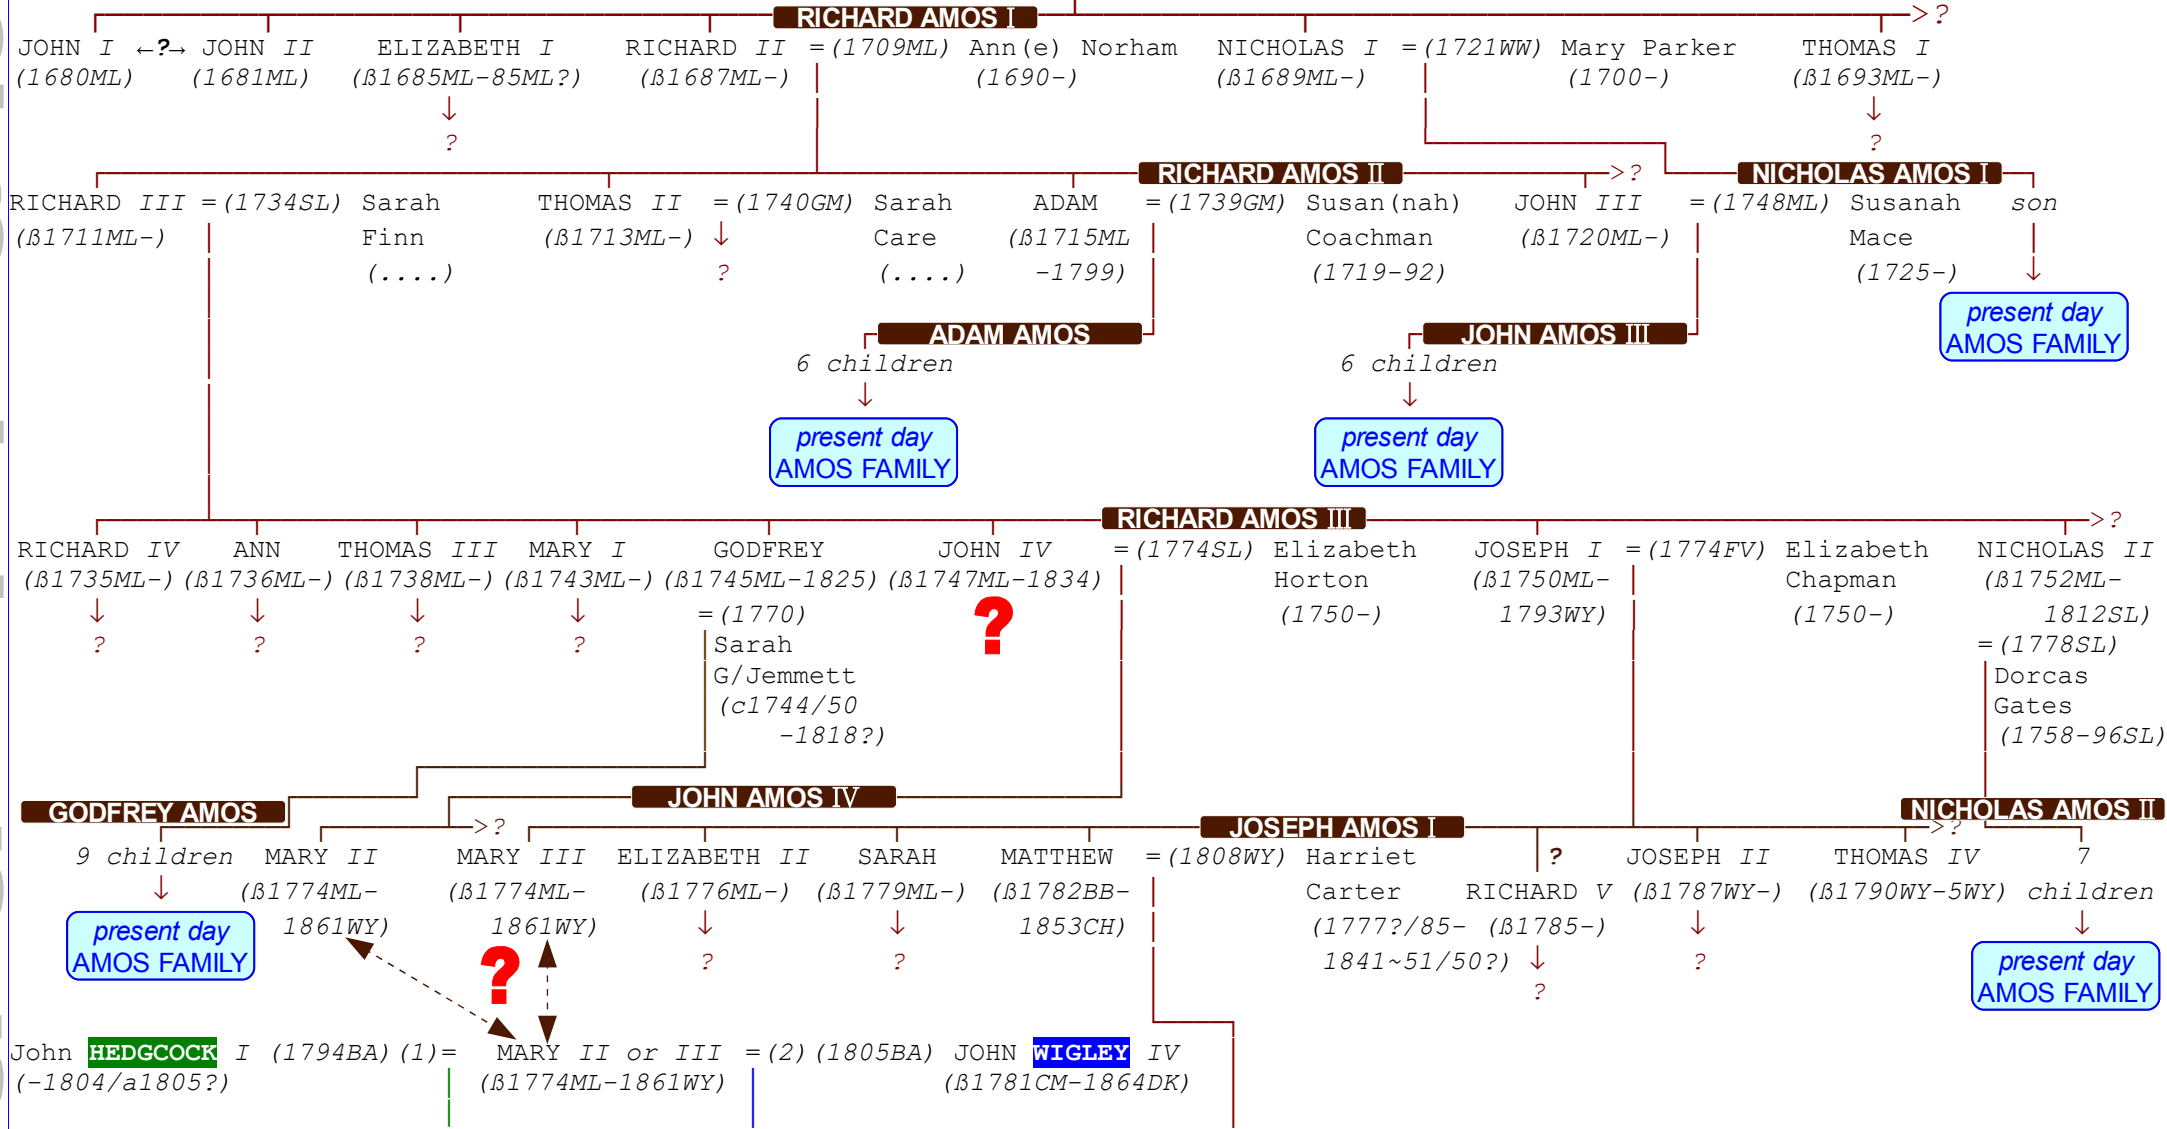 RICHARD AMOS I >?
JOHN I ←?→ JOHN II ELIZABETH I RICHARD II =(1709ML) Ann(e) Norham NICHOLAS I =(1721WW) Mary Parker THOMAS I
(1680ML) (1681ML) (ß1685ML-85ML?) (ß1687ML-) (1690-) (ß1689ML-) (1700-) (ß1693ML-)
↓ ↓
? ?
RICHARD AMOS II >? NICHOLAS AMOS I
RICHARD III =(1734SL) Sarah THOMAS II =(1740GM) Sarah ADAM =(1739GM) Susan(nah) JOHN III =(1748ML) Susanah son
(ß1711ML-) Finn (ß1713ML-) ↓ Care (ß1715ML Coachman (ß1720ML-) Mace
(....) ? (....) -1799) (1719-92) (1725-) ↓
present day
AMOS FAMILY
ADAM AMOS JOHN AMOS III
6 children 6 children
↓ ↓
present day present day
AMOS FAMILY AMOS FAMILY
RICHARD AMOS III >?
RICHARD IV ANN THOMAS III MARY I GODFREY JOHN IV =(1774SL) Elizabeth JOSEPH I =(1774FV) Elizabeth NICHOLAS II
(ß1735ML-) (ß1736ML-) (ß1738ML-) (ß1743ML-) (ß1745ML-1825) (ß1747ML-1834) Horton (ß1750ML- Chapman (ß1752ML-
↓ ↓ ↓ ↓ =(1770) ? (1750-) 1793WY) (1750-) 1812SL)
? ? ? ? Sarah =(1778SL)
G/Jemmett Dorcas
(c1744/50 Gates
-1818?) (1758-96SL)
GODFREY AMOS JOHN AMOS IV NICHOLAS AMOS II
>? JOSEPH AMOS I >?
9 children MARY II MARY III ELIZABETH II SARAH MATTHEW =(1808WY) Harriet ? JOSEPH II THOMAS IV 7
↓ (ß1774ML- (ß1774ML- (ß1776ML-) (ß1779ML-) (ß1782BB- Carter RICHARD V (ß1787WY-) (ß1790WY-5WY) children
present day 1861WY) 1861WY) ↓ ↓ 1853CH) (1777?/85- (ß1785-) ↓ ↓
AMOS FAMILY ? ? ? 1841~51/50?) ↓ ? present day
? AMOS FAMILY
John HEDGCOCK I (1794BA)(1)= MARY II or III =(2)(1805BA) JOHN WIGLEY IV
(-1804/a1805?) (ß1774ML-1861WY) (ß1781CM-1864DK)